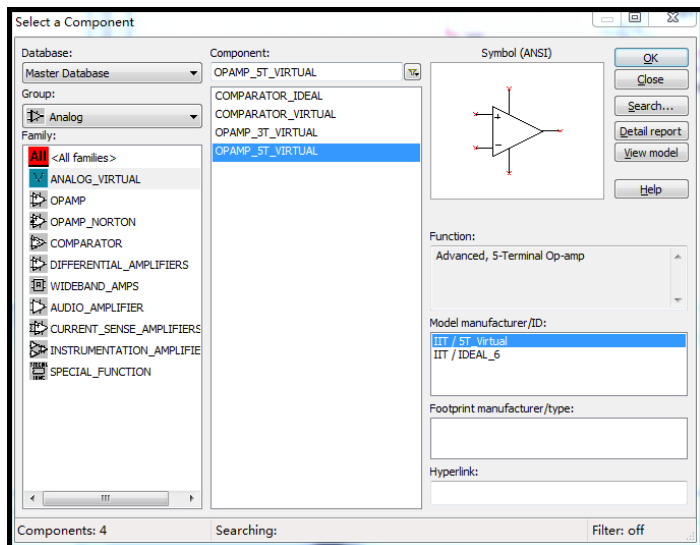 Select a Component
Database:
Master Database
Group:
Analog
Family:
All <All families>
ANALOG_VIRTUAL
OPAMP
OPAMP_NORTON
COMPARATOR
DIFFERENTIAL_AMPLIFIERS
WIDEBAND_AMPS
AUDIO_AMPLIFIER
CURRENT_SENSE_AMPLIFIERS
INSTRUMENTATION_AMPLIFIE
SPECIAL_FUNCTION
Component:
OPAMP_5T_VIRTUAL
COMPARATOR_IDEAL
COMPARATOR_VIRTUAL
OPAMP_3T_VIRTUAL
OPAMP_5T_VIRTUAL
Symbol (ANSI)
OK
Close
Search...
Detail report
View model
Help
Function:
Advanced, 5-Terminal Op-amp
Model manufacturer/ID:
IIT / 5T_Virtual
IIT / IDEAL_6
Footprint manufacturer/type:
Hyperlink:
Components: 4
Searching:
Filter: off